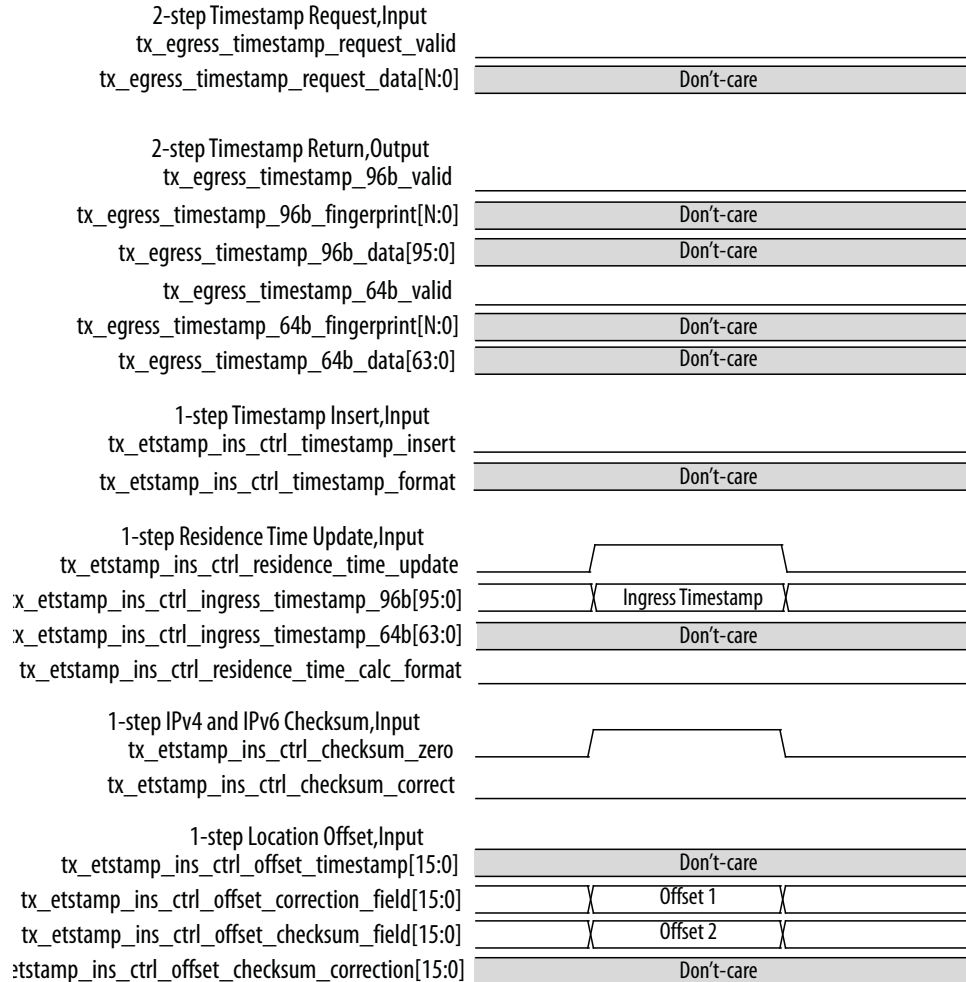 2-step Timestamp Request,Input
tx_egress_timestamp_request_valid
tx_egress_timestamp_request_data[N:0] Don't-care
2-step Timestamp Return,Output
tx_egress_timestamp_96b_valid
tx_egress_timestamp_96b_fingerprint[N:0] Don't-care
tx_egress_timestamp_96b_data[95:0] Don't-care
tx_egress_timestamp_64b_valid
tx_egress_timestamp_64b_fingerprint[N:0] Don't-care
tx_egress_timestamp_64b_data[63:0] Don't-care
1-step Timestamp Insert,Input
tx_etstamp_ins_ctrl_timestamp_insert
tx_etstamp_ins_ctrl_timestamp_format Don't-care
1-step Residence Time Update,Input
tx_etstamp_ins_ctrl_residence_time_update
x_etstamp_ins_ctrl_ingress_timestamp_96b[95:0] Ingress Timestamp
x_etstamp_ins_ctrl_ingress_timestamp_64b[63:0] Don't-care
tx_etstamp_ins_ctrl_residence_time_calc_format
1-step IPv4 and IPv6 Checksum,Input
tx_etstamp_ins_ctrl_checksum_zero
tx_etstamp_ins_ctrl_checksum_correct
1-step Location Offset,Input
tx_etstamp_ins_ctrl_offset_timestamp[15:0] Don't-care
tx_etstamp_ins_ctrl_offset_correction_field[15:0] Offset 1
tx_etstamp_ins_ctrl_offset_checksum_field[15:0] Offset 2
etstamp_ins_ctrl_offset_checksum_correction[15:0] Don't-care